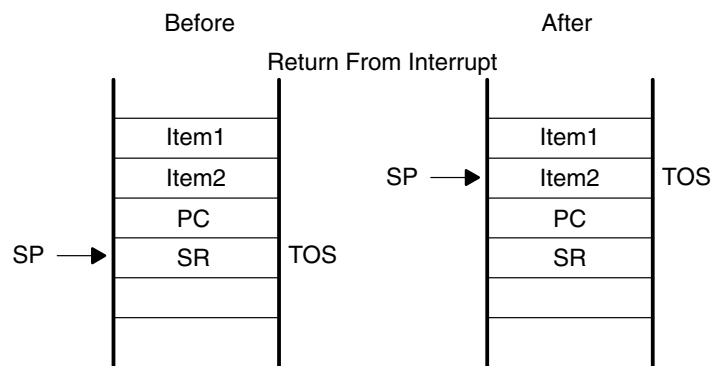 Before After
Return From Interrupt
Item1 Item1
Item2 SP Item2 TOS
PC PC
SP SR TOS SR